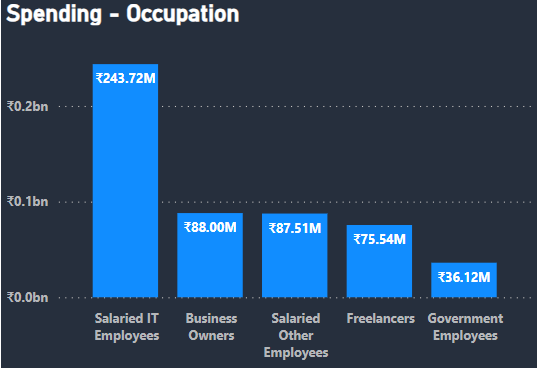 Spending - Occupation
₹243.72M
₹0.2bn
₹0.1bn
₹88.00M
₹87.51M
₹75.54M
₹36.12M
₹0.0bn
Salaried IT
Employees
Business
Owners
Salaried
Other
Employees
Freelancers
Government
Employees